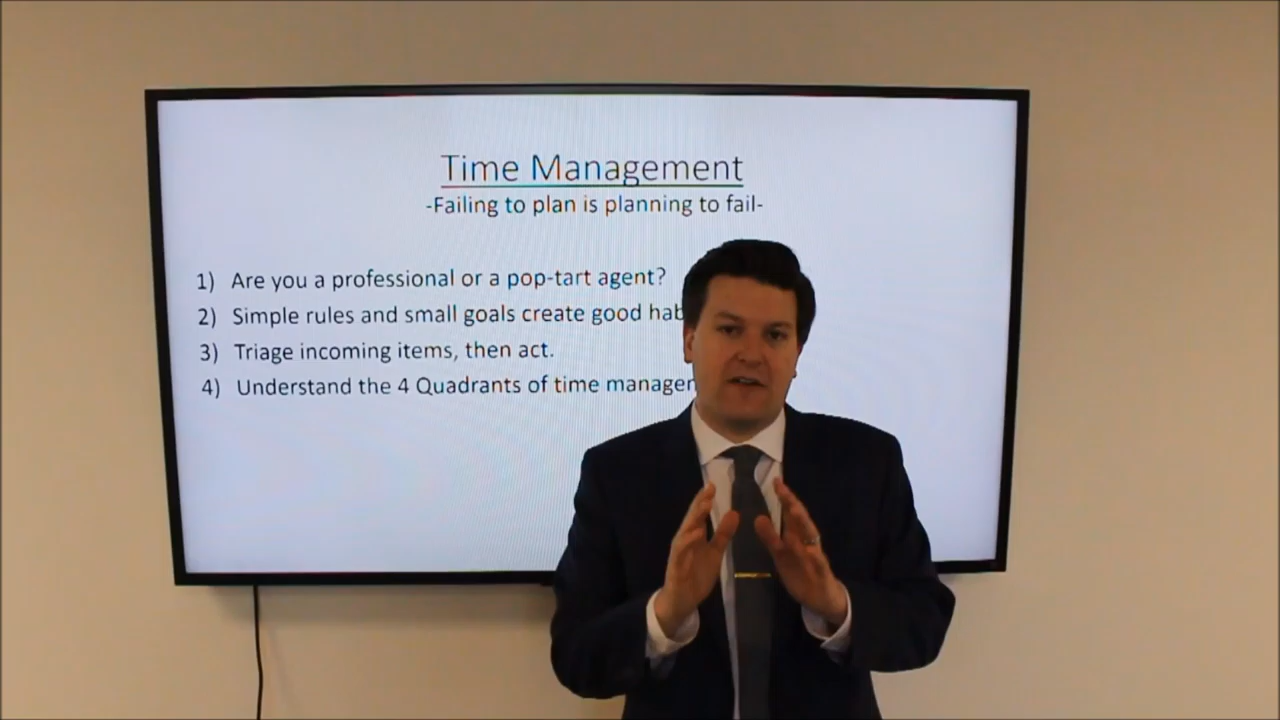 Time Management
-Failing to plan is planning to fail-
1) Are you a professional or a pop-tart agent?
2) Simple rules and small goals create good hab
3) Triage incoming items, then act.
4) Understand the 4 Quadrants of time manage